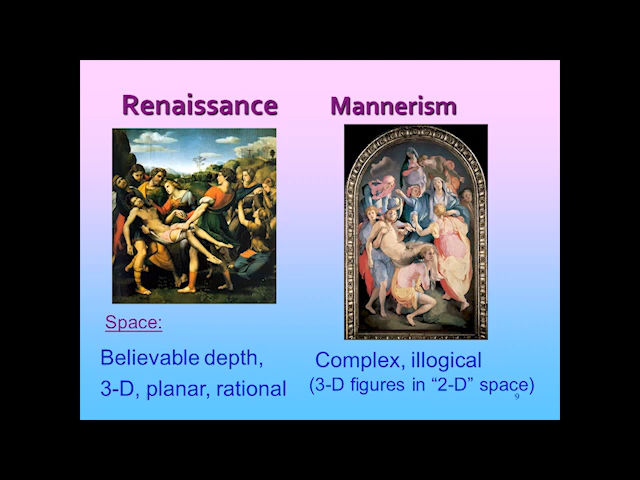 Renaissance
Mannerism
Space:
Believable depth,
3-D, planar, rational
Complex, illogical
(3-D figures in “2-D” space)
9